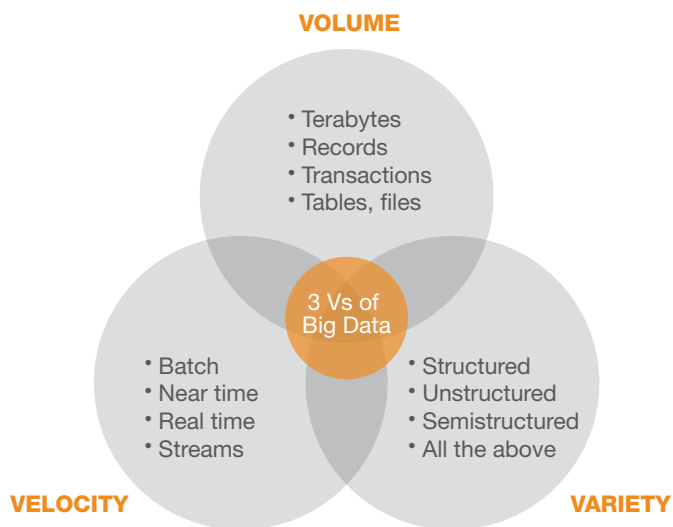 VOLUME
• Terabytes
• Records
• Transactions
• Tables, files
3 Vs of
Big Data
• Batch
• Near time
• Real time
• Streams
• Structured
• Unstructured
• Semistructured
• All the above
VELOCITY
VARIETY